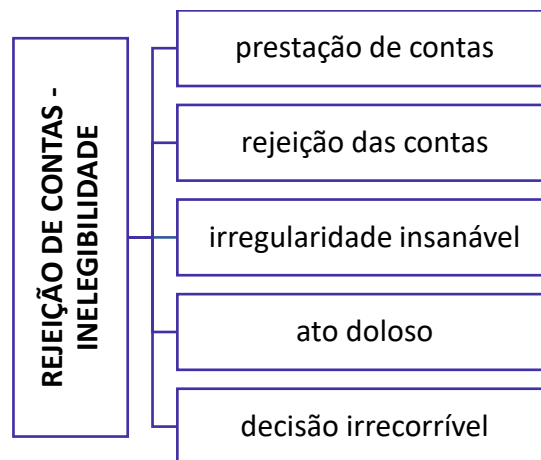 REJEIÇÃO DE CONTAS -
INELEGIBILIDADE
prestação de contas
rejeição das contas
irregularidade insanável
ato doloso
decisão irrecorrível